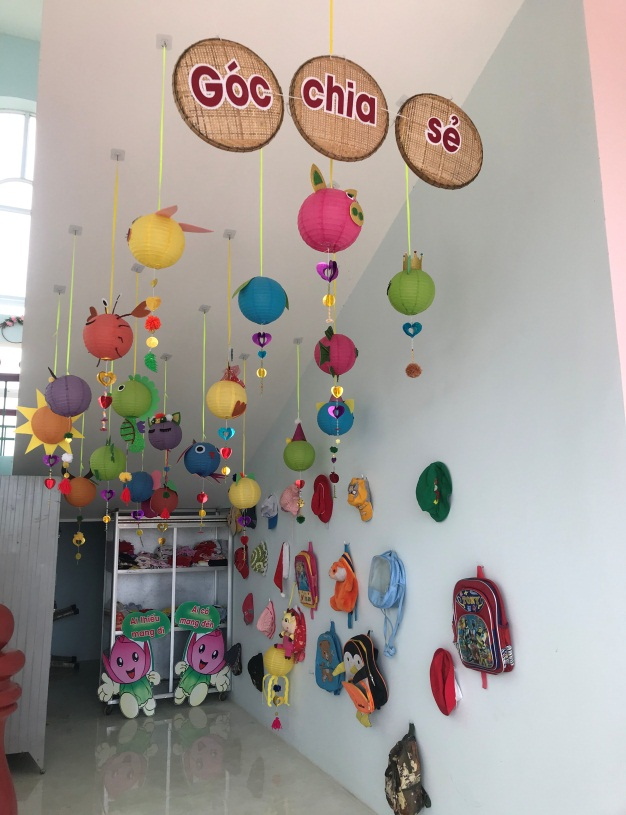 Góc chia sẻ
Ai thiếu
mang đi
Ai có
mang đến